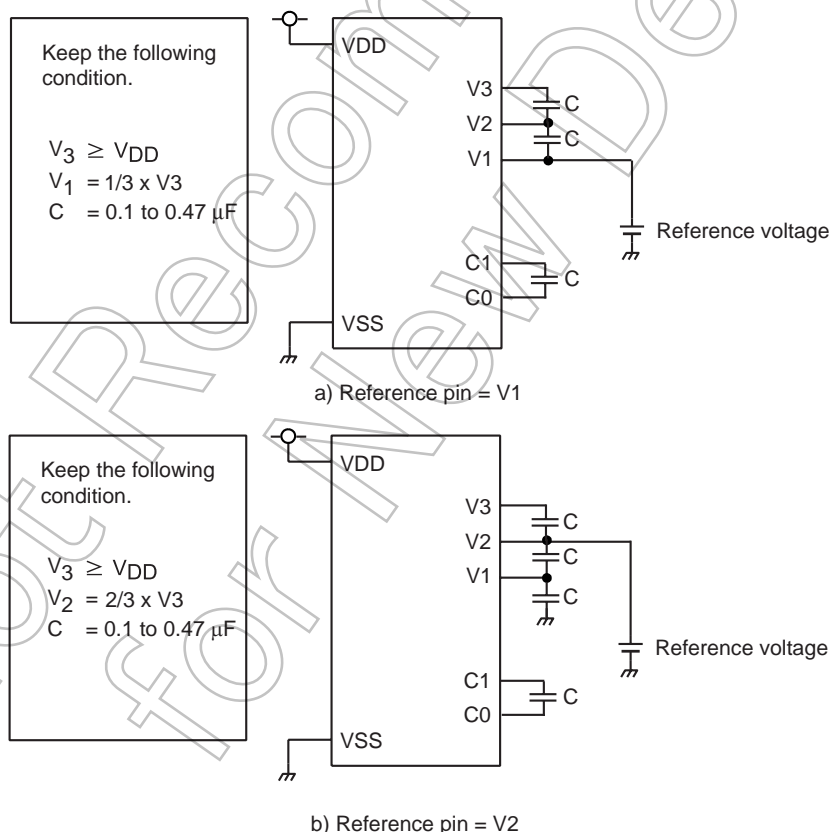 Keep the following
condition.
V3 ≥ VDD
V1 = 1/3 x V3
C = 0.1 to 0.47 μF
VDD
V3
V2
V1
C1
C0
VSS
C
C
C
Reference voltage
a) Reference pin = V1
Keep the following
condition.
V3 ≥ VDD
V2 = 2/3 x V3
C = 0.1 to 0.47 μF
VDD
V3
V2
V1
C1
C0
VSS
C
C
C
C
Reference voltage
b) Reference pin = V2